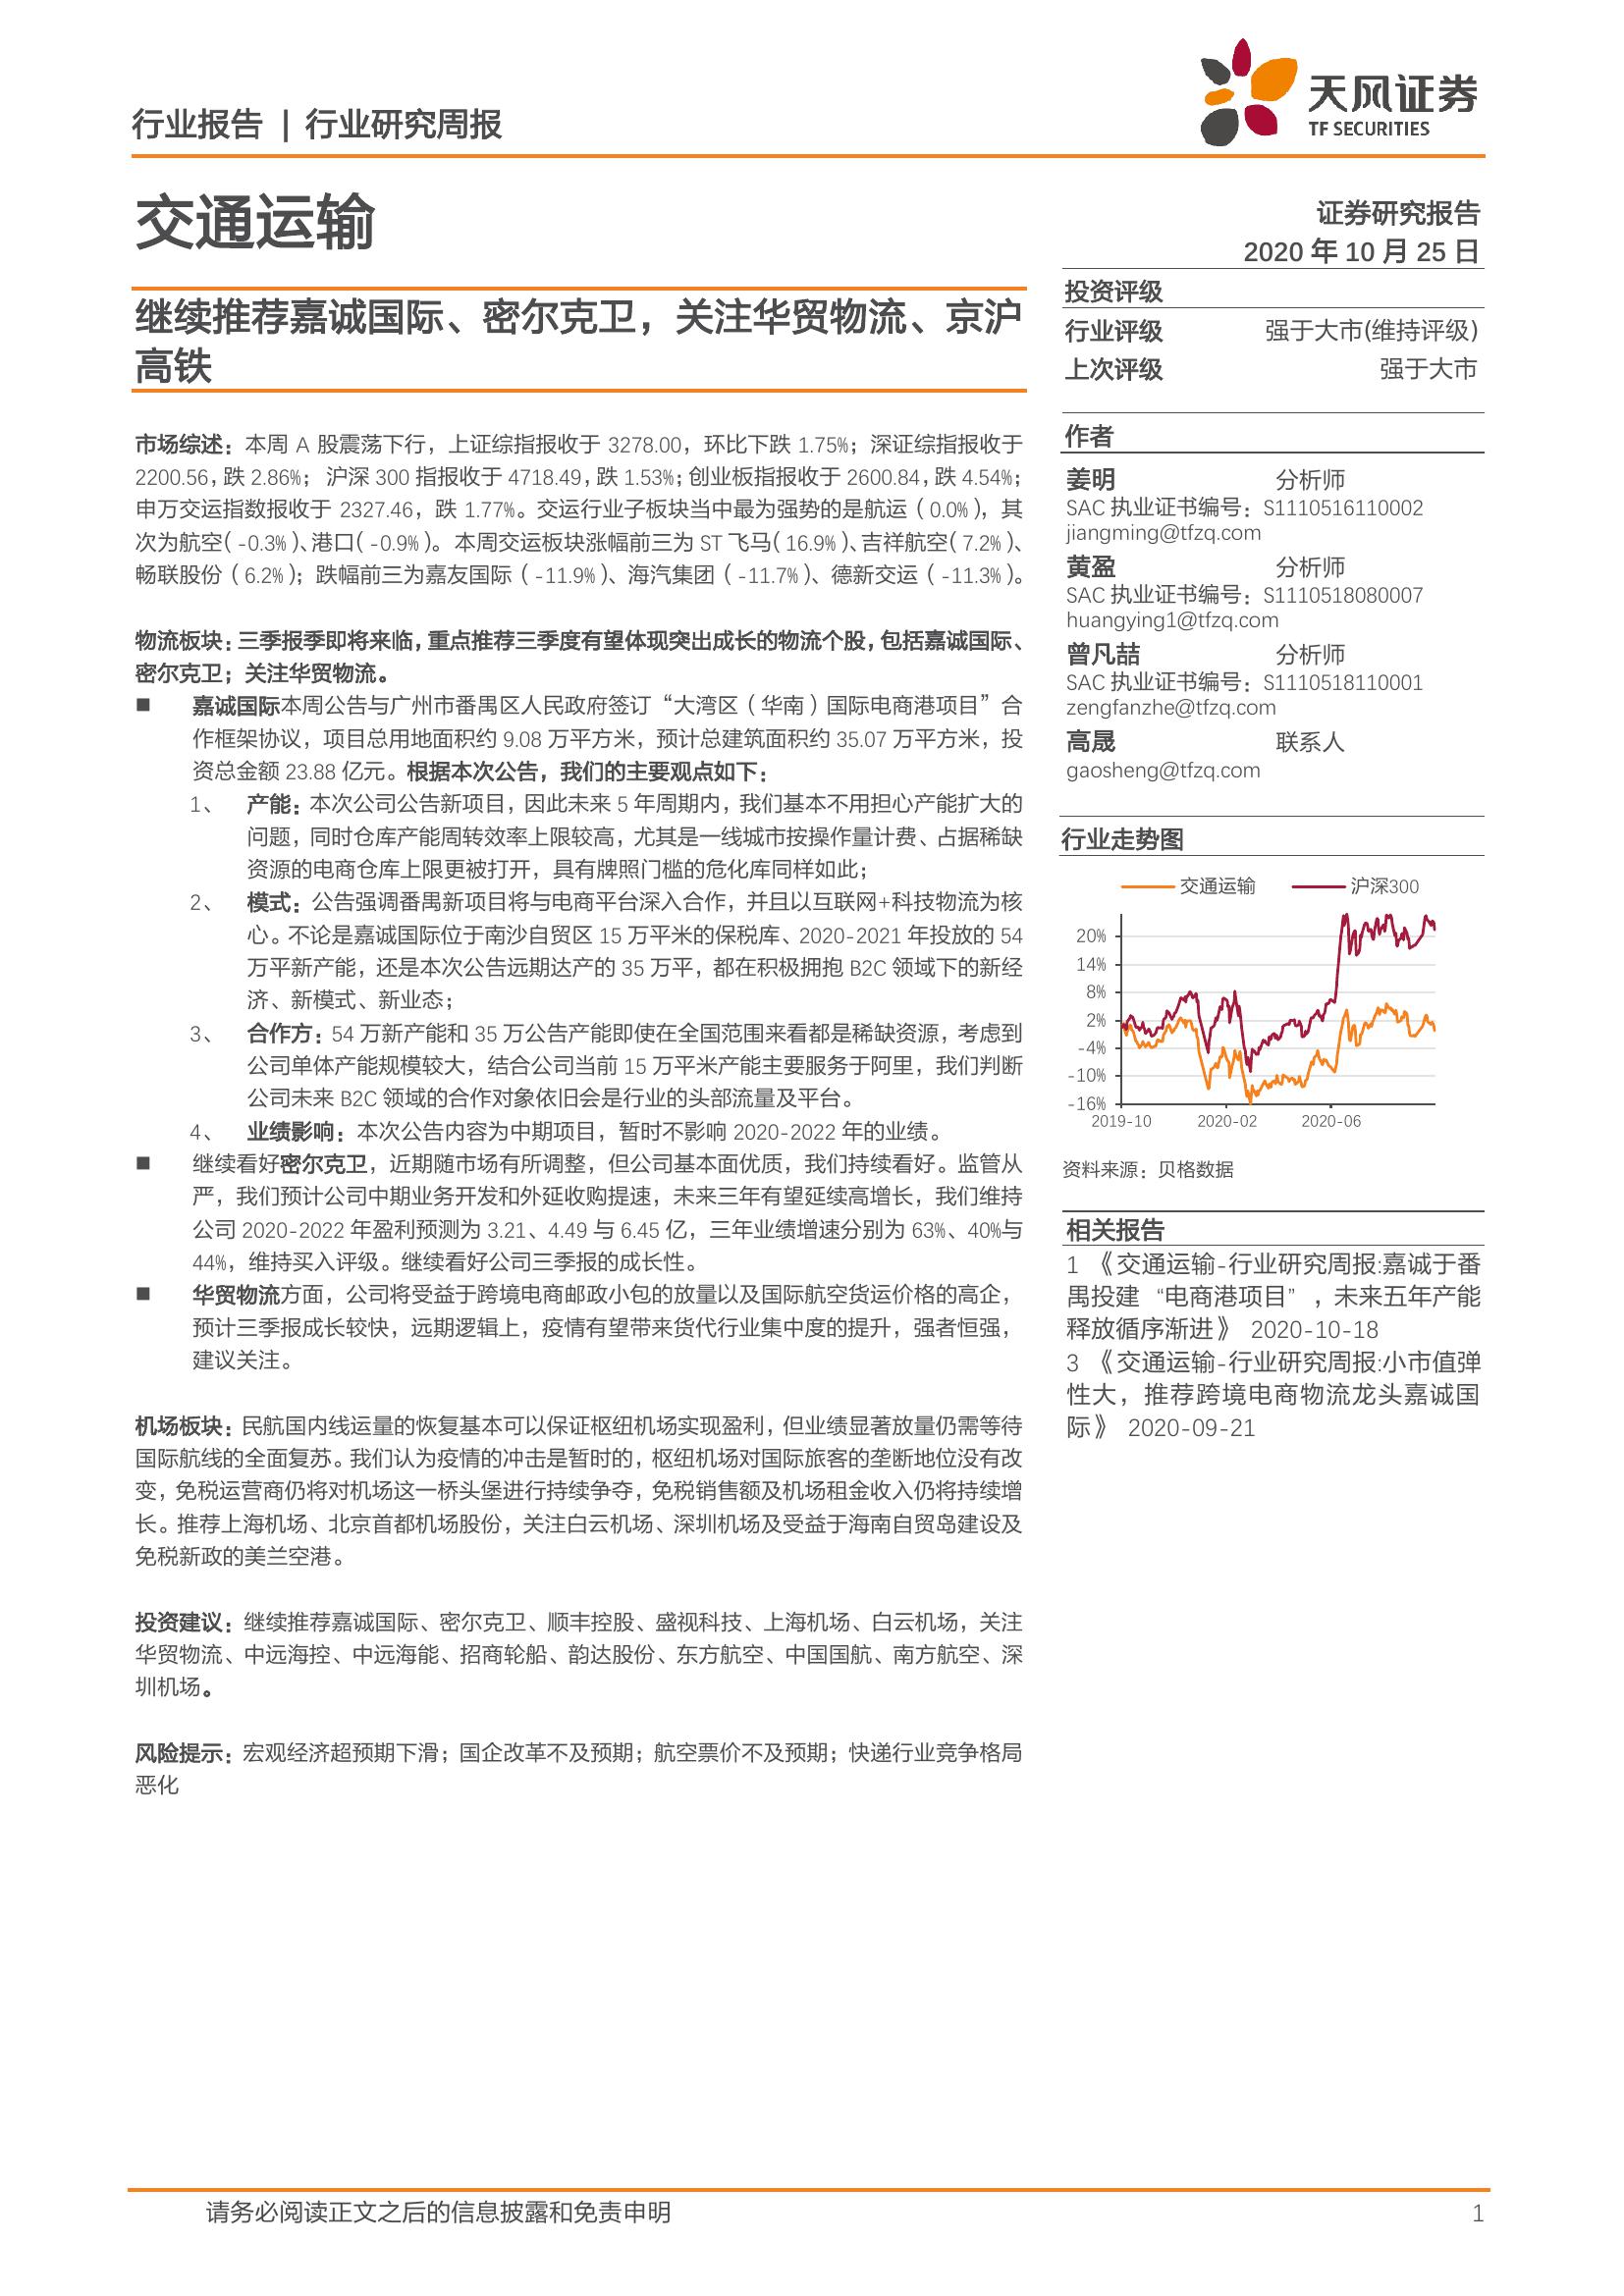 行业报告 | 行业研究周报
天风证券
TF SECURITIES
交通运输
证券研究报告
2020 年 10 月 25 日
继续推荐嘉诚国际、密尔克卫，关注华贸物流、京沪
高铁
市场综述：本周 A 股震荡下行，上证综指报收于 3278.00，环比下跌 1.75%；深证综指报收于
2200.56，跌 2.86%； 沪深 300 指报收于 4718.49，跌 1.53%；创业板指报收于 2600.84，跌 4.54%；
申万交运指数报收于 2327.46，跌 1.77%。交运行业子板块当中最为强势的是航运（0.0%），其
次为航空（-0.3%）、港口（-0.9%）。本周交运板块涨幅前三为 ST 飞马（16.9%）、吉祥航空（7.2%）、
畅联股份（6.2%）；跌幅前三为嘉友国际（-11.9%）、海汽集团（-11.7%）、德新交运（-11.3%）。
物流板块：三季报季即将来临，重点推荐三季度有望体现突出成长的物流个股，包括嘉诚国际、
密尔克卫；关注华贸物流。
■ 嘉诚国际本周公告与广州市番禺区人民政府签订“大湾区（华南）国际电商港项目”合
作框架协议，项目总用地面积约 9.08 万平方米，预计总建筑面积约 35.07 万平方米，投
资总金额 23.88 亿元。根据本次公告，我们的主要观点如下：
1、 产能：本次公司公告新项目，因此未来 5 年周期内，我们基本不用担心产能扩大的
问题，同时仓库产能周转效率上限较高，尤其是一线城市按操作量计费、占据稀缺
资源的电商仓库上限更被打开，具有牌照门槛的危化库同样如此；
2、 模式：公告强调番禺新项目将与电商平台深入合作，并且以互联网+科技物流为核
心。不论是嘉诚国际位于南沙自贸区 15 万平米的保税库、2020-2021 年投放的 54
万平新产能，还是本次公告远期达产的 35 万平，都在积极拥抱 B2C 领域下的新经
济、新模式、新业态；
3、 合作方：54 万新产能和 35 万公告产能即使在全国范围来看都是稀缺资源，考虑到
公司单体产能规模较大，结合公司当前 15 万平米产能主要服务于阿里，我们判断
公司未来 B2C 领域的合作对象依旧会是行业的头部流量及平台。
4、 业绩影响：本次公告内容为中期项目，暂时不影响 2020-2022 年的业绩。
■ 继续看好密尔克卫，近期随市场有所调整，但公司基本面优质，我们持续看好。监管从
严，我们预计公司中期业务开发和外延收购提速，未来三年有望延续高增长，我们维持
公司 2020-2022 年盈利预测为 3.21、4.49 与 6.45 亿，三年业绩增速分别为 63%、40%与
44%，维持买入评级。继续看好公司三季报的成长性。
■ 华贸物流方面，公司将受益于跨境电商邮政小包的放量以及国际航空货运价格的高企，
预计三季报成长较快，远期逻辑上，疫情有望带来货代行业集中度的提升，强者恒强，
建议关注。
机场板块：民航国内线运量的恢复基本可以保证枢纽机场实现盈利，但业绩显著放量仍需等待
国际航线的全面复苏。我们认为疫情的冲击是暂时的，枢纽机场对国际旅客的垄断地位没有改
变，免税运营商仍将对机场这一桥头堡进行持续争夺，免税销售额及机场租金收入仍将持续增
长。推荐上海机场、北京首都机场股份，关注白云机场、深圳机场及受益于海南自贸岛建设及
免税新政的美兰空港。
投资建议：继续推荐嘉诚国际、密尔克卫、顺丰控股、盛视科技、上海机场、白云机场，关注
华贸物流、中远海控、中远海能、招商轮船、韵达股份、东方航空、中国国航、南方航空、深
圳机场。
风险提示：宏观经济超预期下滑；国企改革不及预期；航空票价不及预期；快递行业竞争格局
恶化
投资评级
行业评级 强于大市(维持评级)
上次评级 强于大市
作者
姜明 分析师
SAC 执业证书编号：S1110516110002
jiangming@tfzq.com
黄盈 分析师
SAC 执业证书编号：S1110518080007
huangying1@tfzq.com
曾凡喆 分析师
SAC 执业证书编号：S1110518110001
zengfanzhe@tfzq.com
高晟 联系人
gaosheng@tfzq.com
行业走势图
交通运输 沪深300
20%
14%
8%
2%
-4%
-10%
-16%
2019-10 2020-02 2020-06
资料来源：贝格数据
相关报告
1 《交通运输-行业研究周报:嘉诚于番
禺投建 “电商港项目”，未来五年产能
释放循序渐进》 2020-10-18
3 《交通运输-行业研究周报:小市值弹
性大，推荐跨境电商物流龙头嘉诚国
际》 2020-09-21
请务必阅读正文之后的信息披露和免责申明 1